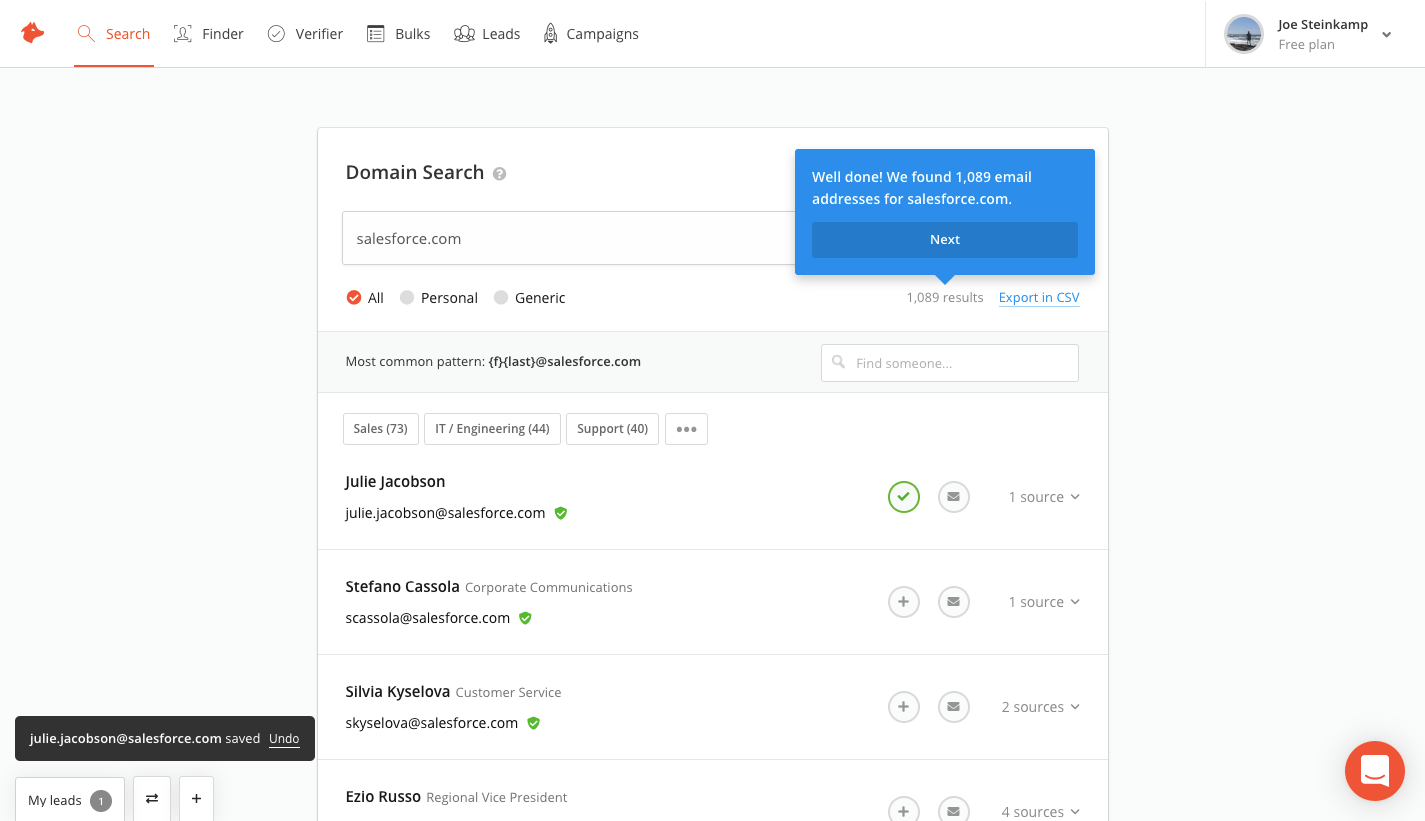 Search
Finder
Verifier
Bulks
Leads
Campaigns
Joe Steinkamp
Free plan
Domain Search ?
Well done! We found 1,089 email
addresses for salesforce.com.
Next
salesforce.com
All
Personal
Generic
1,089 results
Export in CSV
Most common pattern: {f}{last}@salesforce.com
Find someone...
Sales (73)
IT / Engineering (44)
Support (40)
Julie Jacobson
julie.jacobson@salesforce.com
1 source
Stefano Cassola Corporate Communications
scassola@salesforce.com
1 source
Silvia Kyselova Customer Service
skyselova@salesforce.com
2 sources
Ezio Russo Regional Vice President
4 sources
julie.jacobson@salesforce.com saved Undo
My leads 1